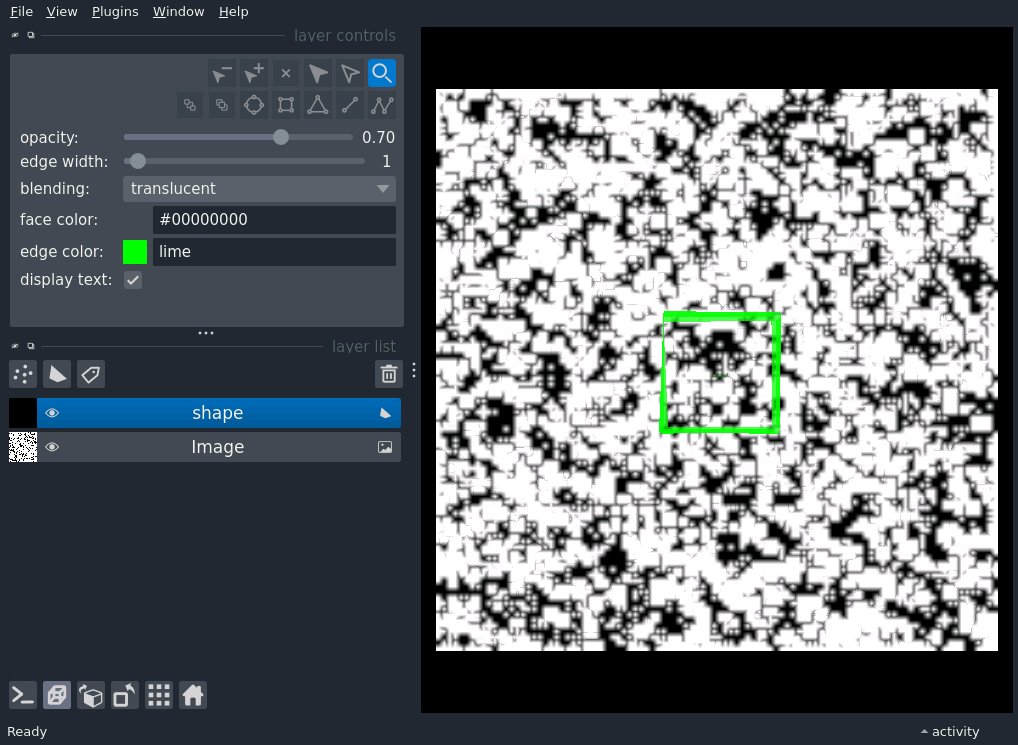 File View Plugins Window Help
layer controls
opacity: 0.70
edge width: 1
blending: translucent
face color: #00000000
edge color: lime
display text:
layer list
shape
Image
Ready
activity